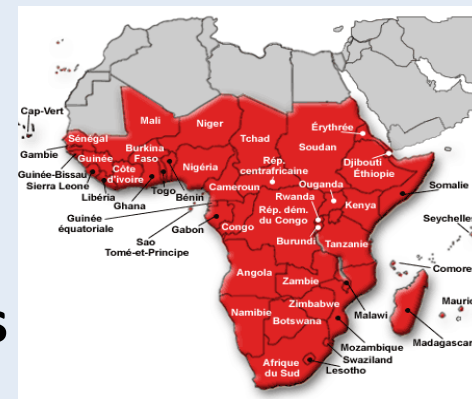 Cap-Vert
Mali
Niger
Tchad
Soudan
Érythrée
Sénégal
Gambie
Guinée
Burkina
Faso
Djibouti
Guinée-Bissau
Sierra Leone
Côte
d'ivoire
Nigéria
Rép.
centrafricaine
Éthiopie
Libéria
Ghana
Togo
Bénin
Cameroun
Ouganda
Somalie
Guinée
équatoriale
Gabon
Congo
Rwanda
Rép. dém.
du Congo
Kenya
Sao
Tomé-et-Principe
Burundi
Tanzanie
Seychelles
Angola
Zambie
Comore
Malawi
Mauric
Namibie
Zimbabwe
Botswana
Mozambique
Madagascar
Swaziland
Lesotho
Afrique
du Sud
s